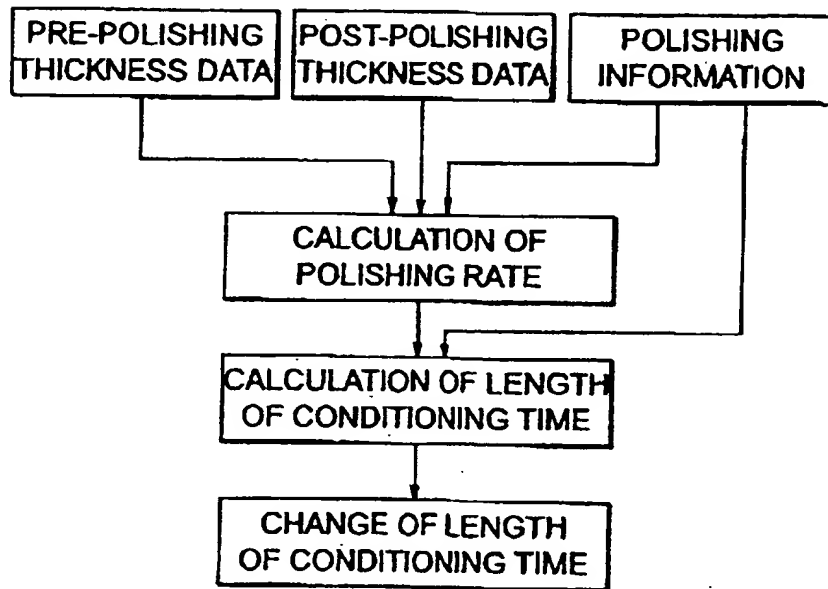 PRE-POLISHING
THICKNESS DATA
POST-POLISHING
THICKNESS DATA
POLISHING
INFORMATION
CALCULATION OF
POLISHING RATE
CALCULATION OF LENGTH
OF CONDITIONING TIME
CHANGE OF LENGTH
OF CONDITIONING TIME